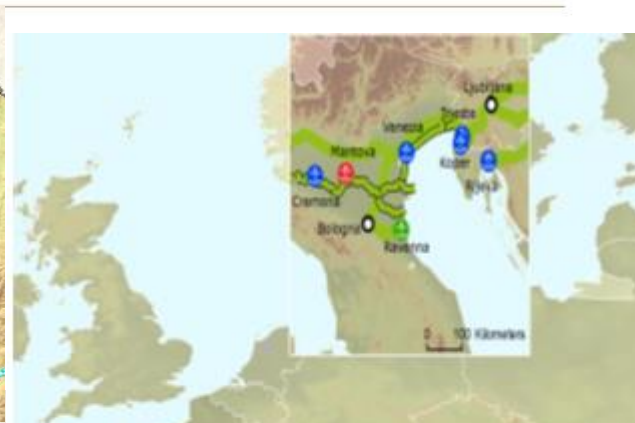 Ljubljana
Trieste
Venezia
Mantova
Koper
Rijeka
Cremona
Bologna
Ravenna
0 100 Kilometers